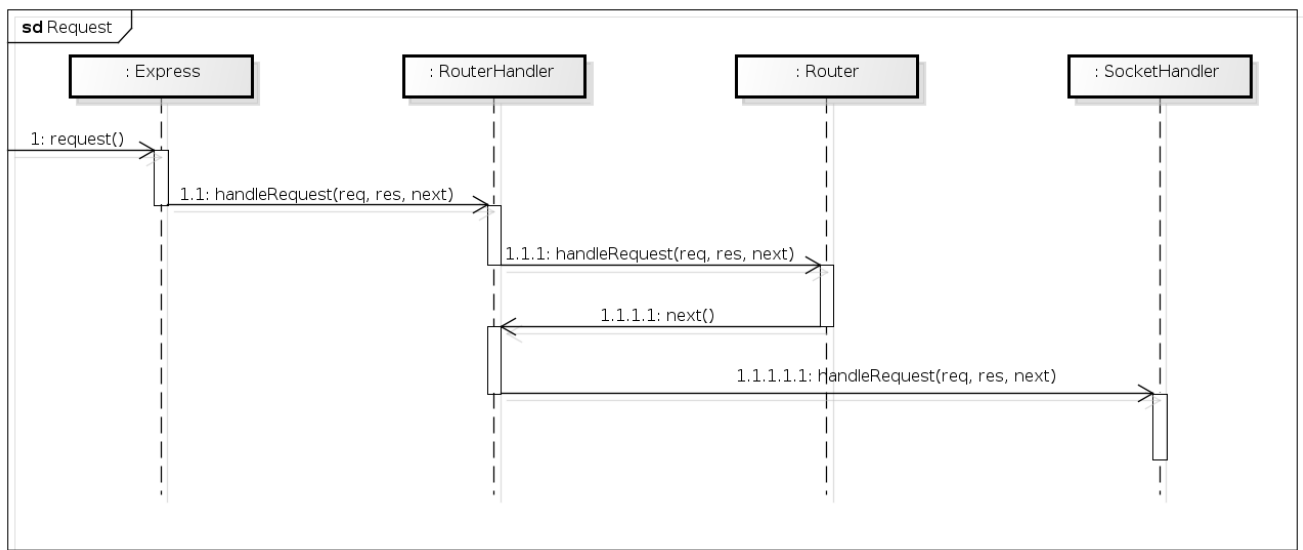 sd Request
: Express
: RouterHandler
: Router
: SocketHandler
1: request()
1.1: handleRequest(req, res, next)
1.1.1: handleRequest(req, res, next)
1.1.1.1: next()
1.1.1.1.1: handleRequest(req, res, next)